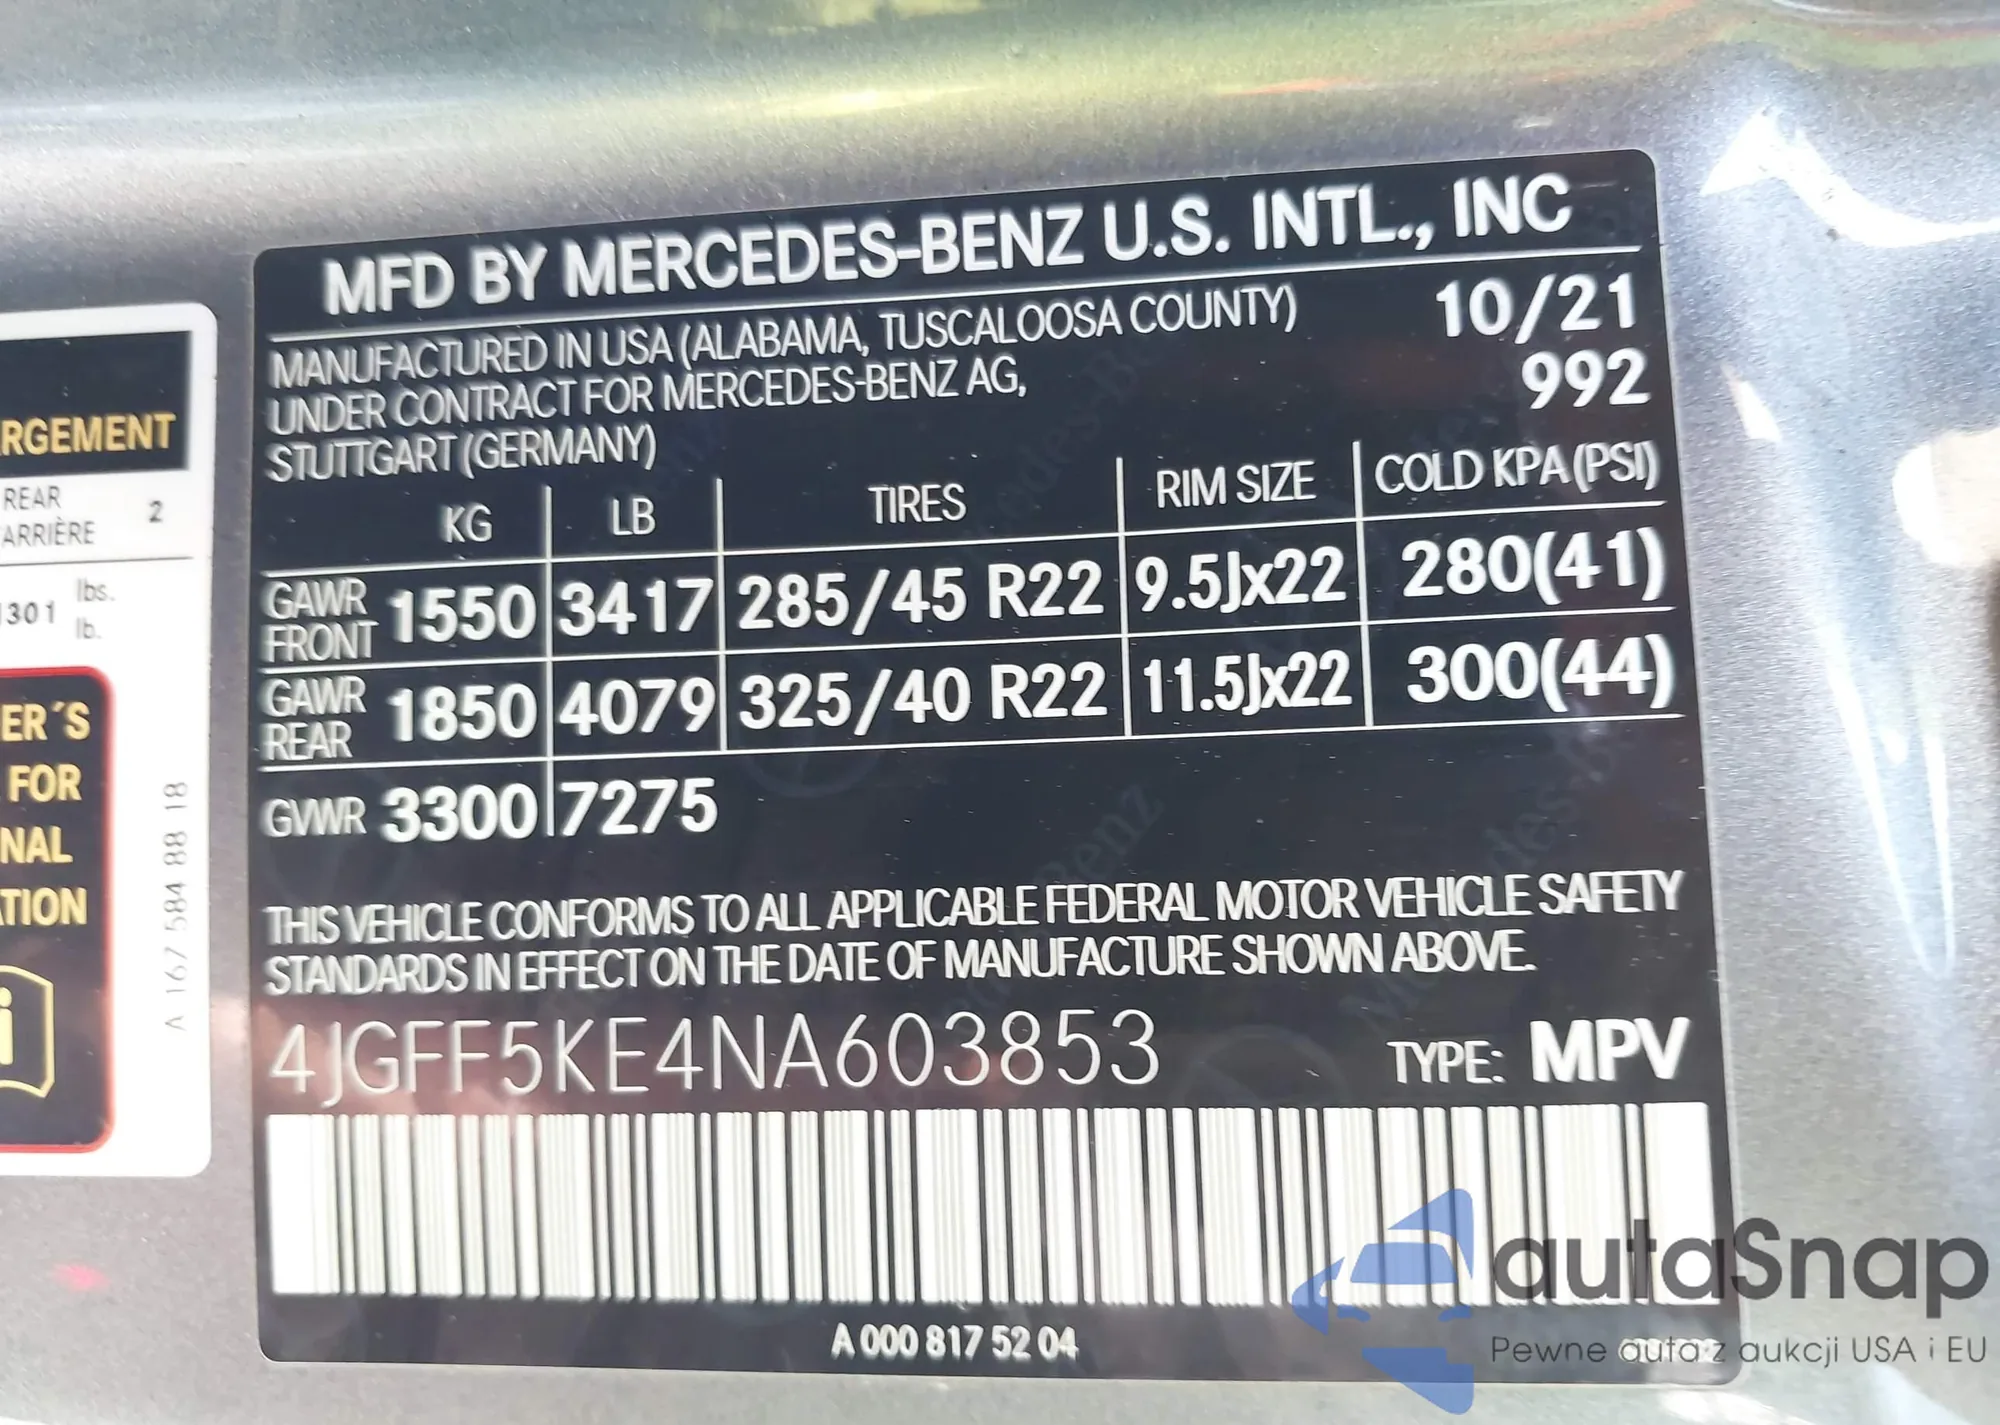 RGEMENT
REAR
ARRIÈRE 2
1301 lbs.
lb.
ER´S
FOR
NAL
ATION
i
A 167 584 88 18
MFD BY MERCEDES-BENZ U.S. INTL., INC
MANUFACTURED IN USA (ALABAMA, TUSCALOOSA COUNTY) 10/21
UNDER CONTRACT FOR MERCEDES-BENZ AG, 992
STUTTGART (GERMANY)
KG LB TIRES RIM SIZE COLD KPA (PSI)
GAWR FRONT 1550 3417 285/45 R22 9.5Jx22 280(41)
GAWR REAR 1850 4079 325/40 R22 11.5Jx22 300(44)
GVWR 3300 7275
THIS VEHICLE CONFORMS TO ALL APPLICABLE FEDERAL MOTOR VEHICLE SAFETY
STANDARDS IN EFFECT ON THE DATE OF MANUFACTURE SHOWN ABOVE.
4JGFF5KE4NA603853 TYPE: MPV
A 000 817 52 04
autaSnap
Pewne auta z aukcji USA i EU